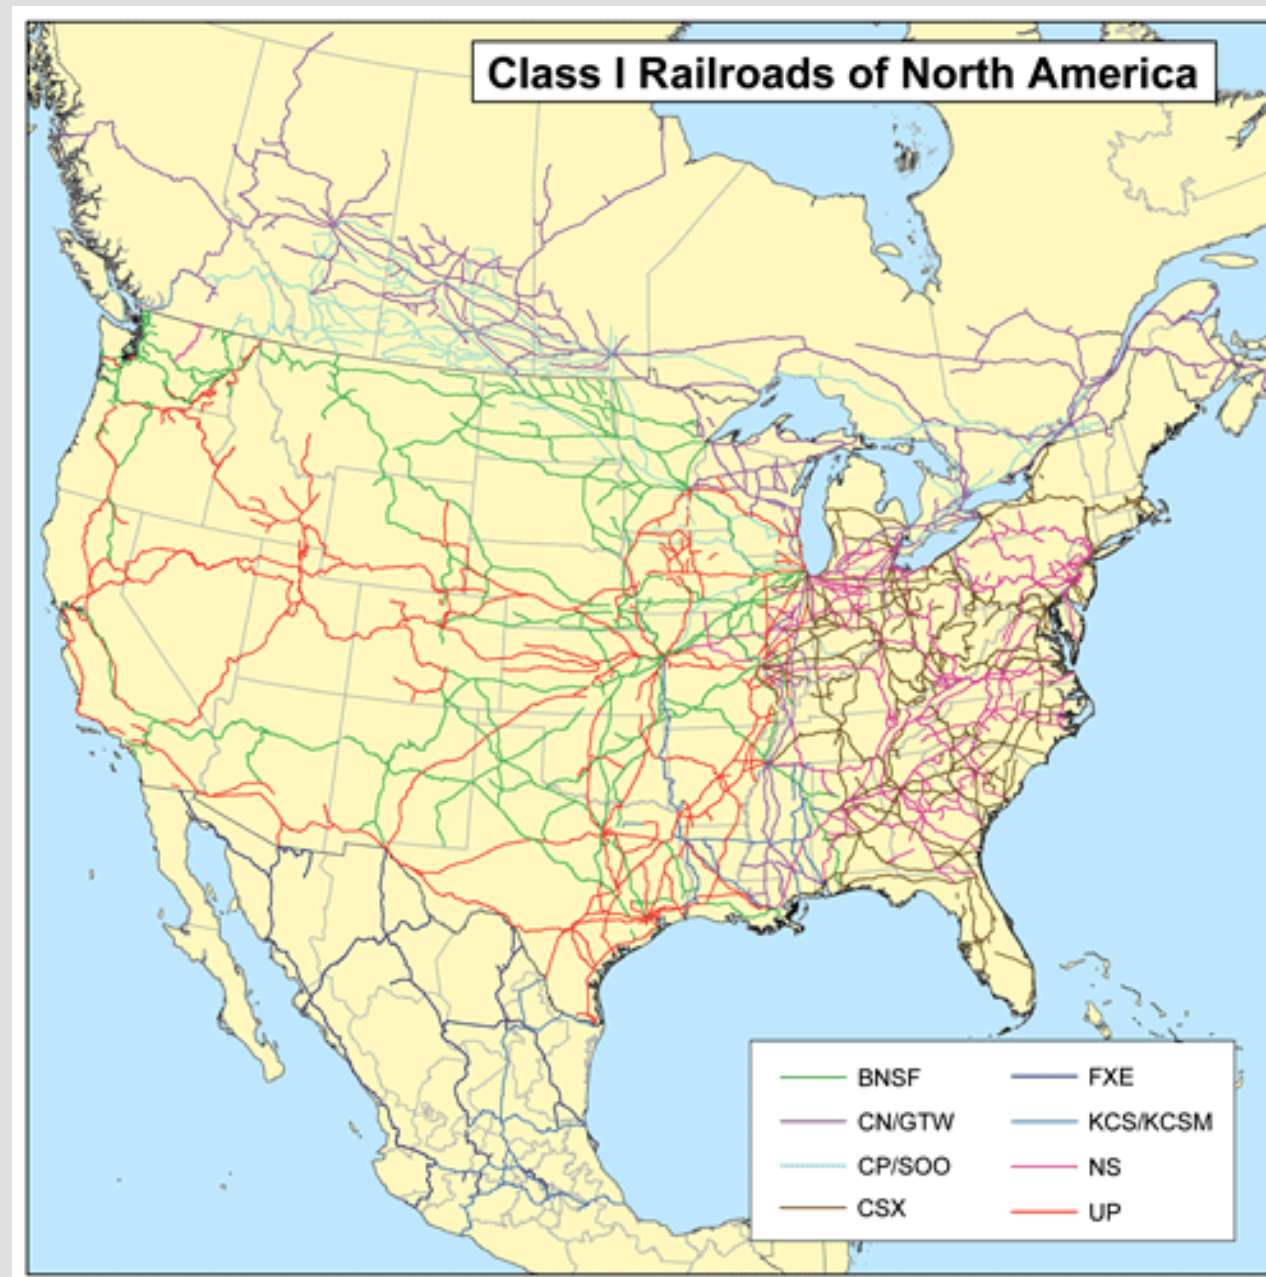 Class I Railroads of North America
BNSF
CN/GTW
CP/SOO
CSX
FXE
KCS/KCSM
NS
UP